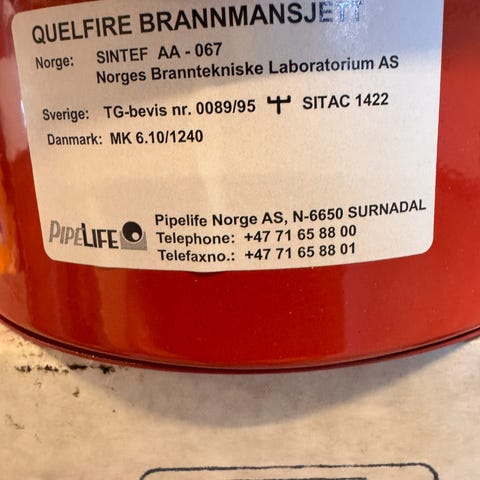 QUELFIRE BRANNMANSJETT
Norge: SINTEF AA - 067
Norges Branntekniske Laboratorium AS
Sverige: TG-bevis nr. 0089/95 SITAC 1422
Danmark: MK 6.10/1240
PIPELIFE
Pipelife Norge AS, N-6650 SURNADAL
Telephone: +47 71 65 88 00
Telefaxno.: +47 71 65 88 01